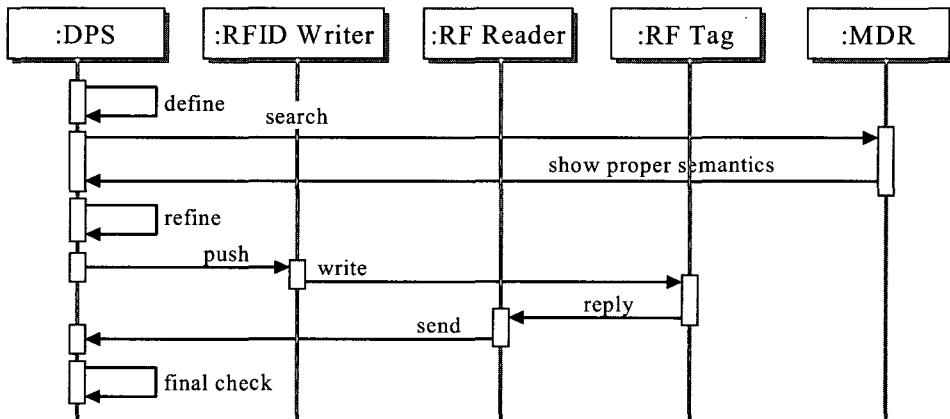 :DPS
:RFID Writer
:RF Reader
:RF Tag
:MDR
define
search
show proper semantics
refine
push
write
reply
send
final check